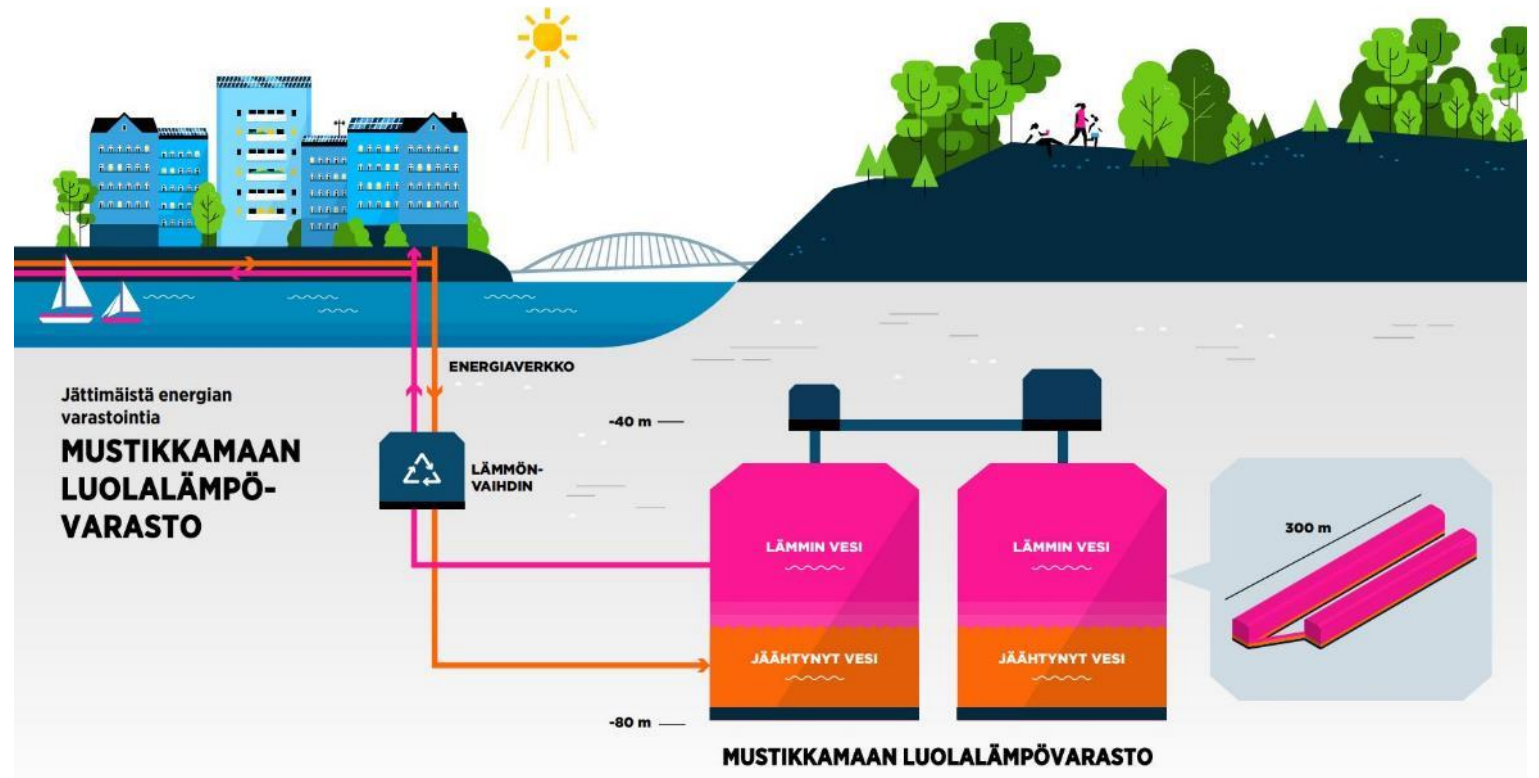 Jättimäistä energian
varastointia
MUSTIKKAMAAN
LUOLALÄMPÖ-
VARASTO
ENERGIAVERKKO
LÄMMÖN-
VAIHDIN
-40 m
LÄMMIN VESI
LÄMMIN VESI
300 m
JÄÄHTYNYT VESI
JÄÄHTYNYT VESI
-80 m
MUSTIKKAMAAN LUOLALÄMPÖVARASTO